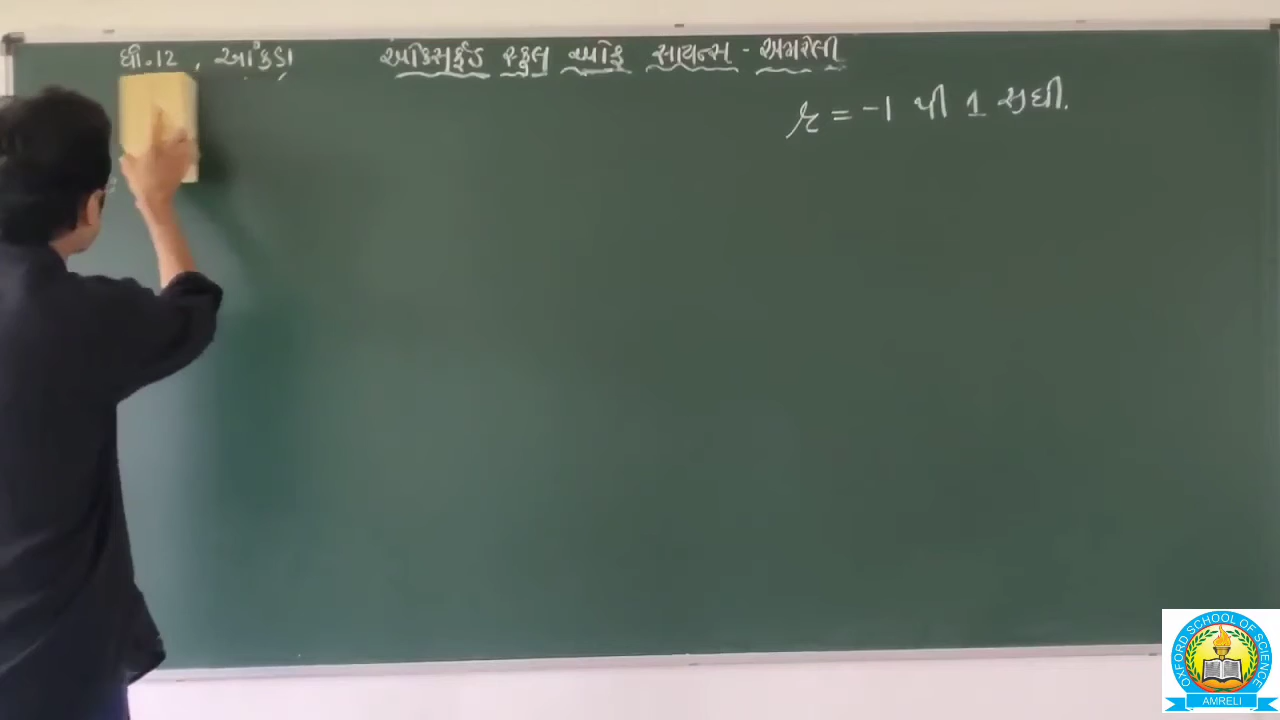 ધો.12 , આંકડા
ઓક્સફર્ડ સ્કુલ ઓફ સાયન્સ - અમરેલી
r = -1 થી 1 સુધી.
OXFORD SCHOOL OF SCIENCE
AMRELI